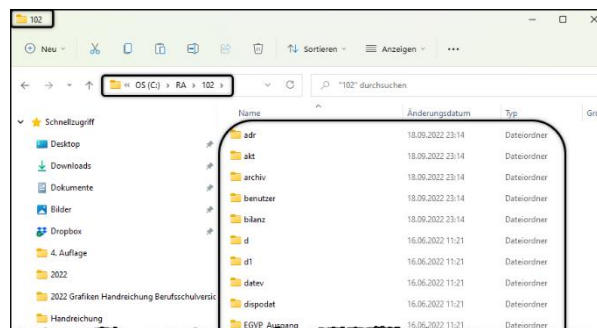 102
Neu
Sortieren
Anzeigen
« OS (C:) > RA > 102 >
"102" durchsuchen
Name Änderungsdatum Typ
Schnellzugriff
Desktop
Downloads
Dokumente
Bilder
Dropbox
4. Auflage
2022
2022 Grafiken Handreichung Berufsschulversic
Handreichung
adr 18.09.2022 23:14 Dateiordner
akt 18.09.2022 23:14 Dateiordner
archiv 18.09.2022 23:14 Dateiordner
benutzer 18.09.2022 23:14 Dateiordner
bilanz 18.09.2022 23:14 Dateiordner
d 16.06.2022 11:21 Dateiordner
d1 16.06.2022 11:21 Dateiordner
datev 16.06.2022 11:21 Dateiordner
dispodat 16.06.2022 11:21 Dateiordner
EGVP_Ausgang 16.06.2022 11:21 Dateiordner